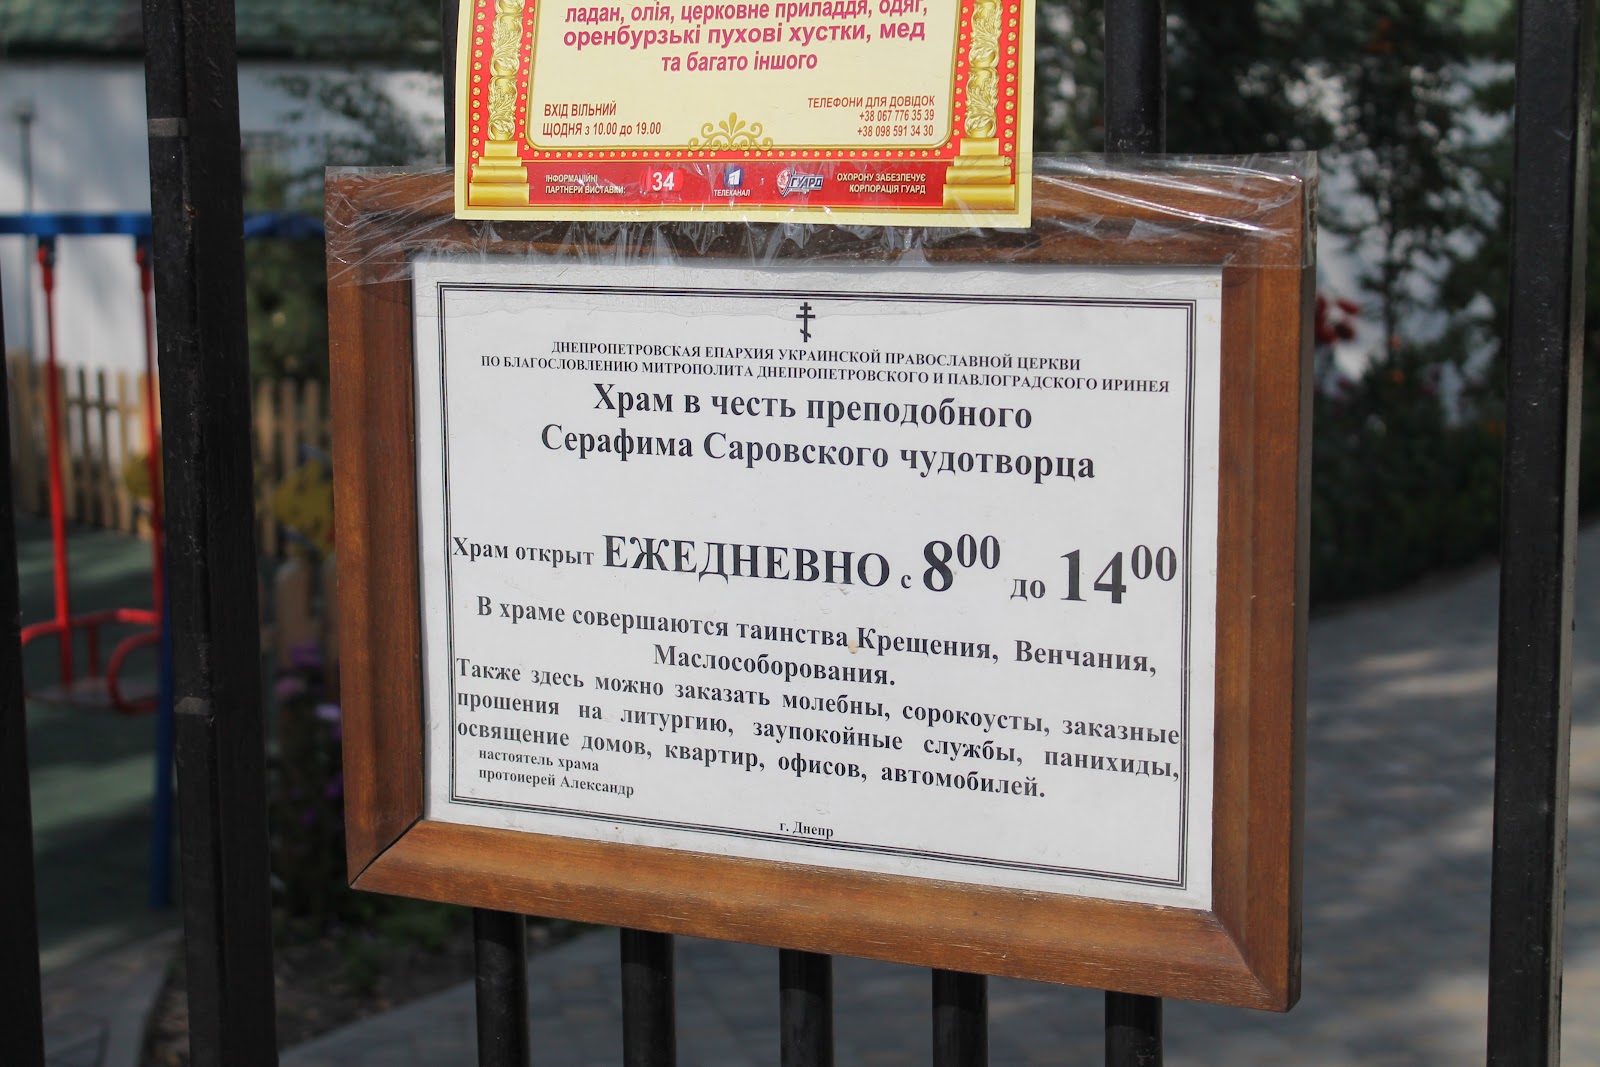 ладан, олія, церковне приладдя, одяг,
оренбурзькі пухові хустки, мед
та багато іншого
ВХІД ВІЛЬНИЙ
ЩОДНЯ з 10.00 до 19.00
ТЕЛЕФОНИ ДЛЯ ДОВІДОК
+38 067 776 35 39
+38 098 591 34 30
ІНФОРМАЦІЙНІ
ПАРТНЕРИ ВИСТАВКИ:
34
ТЕЛЕКАНАЛ
ГУАРД
ОХОРОНУ ЗАБЕЗПЕЧУЄ
КОРПОРАЦІЯ ГУАРД
ДНЕПРОПЕТРОВСКАЯ ЕПАРХИЯ УКРАИНСКОЙ ПРАВОСЛАВНОЙ ЦЕРКВИ
ПО БЛАГОСЛОВЕНИЮ МИТРОПОЛИТА ДНЕПРОПЕТРОВСКОГО И ПАВЛОГРАДСКОГО ИРИНЕЯ
Храм в честь преподобного
Серафима Саровского чудотворца
Храм открыт ЕЖЕДНЕВНО с 8⁰⁰ до 14⁰⁰
В храме совершаются таинства Крещения, Венчания,
Маслособорования.
Также здесь можно заказать молебны, сорокоусты, заказные
прошения на литургию, заупокойные службы, панихиды,
освящение домов, квартир, офисов, автомобилей.
настоятель храма
протоиерей Александр
г. Днепр